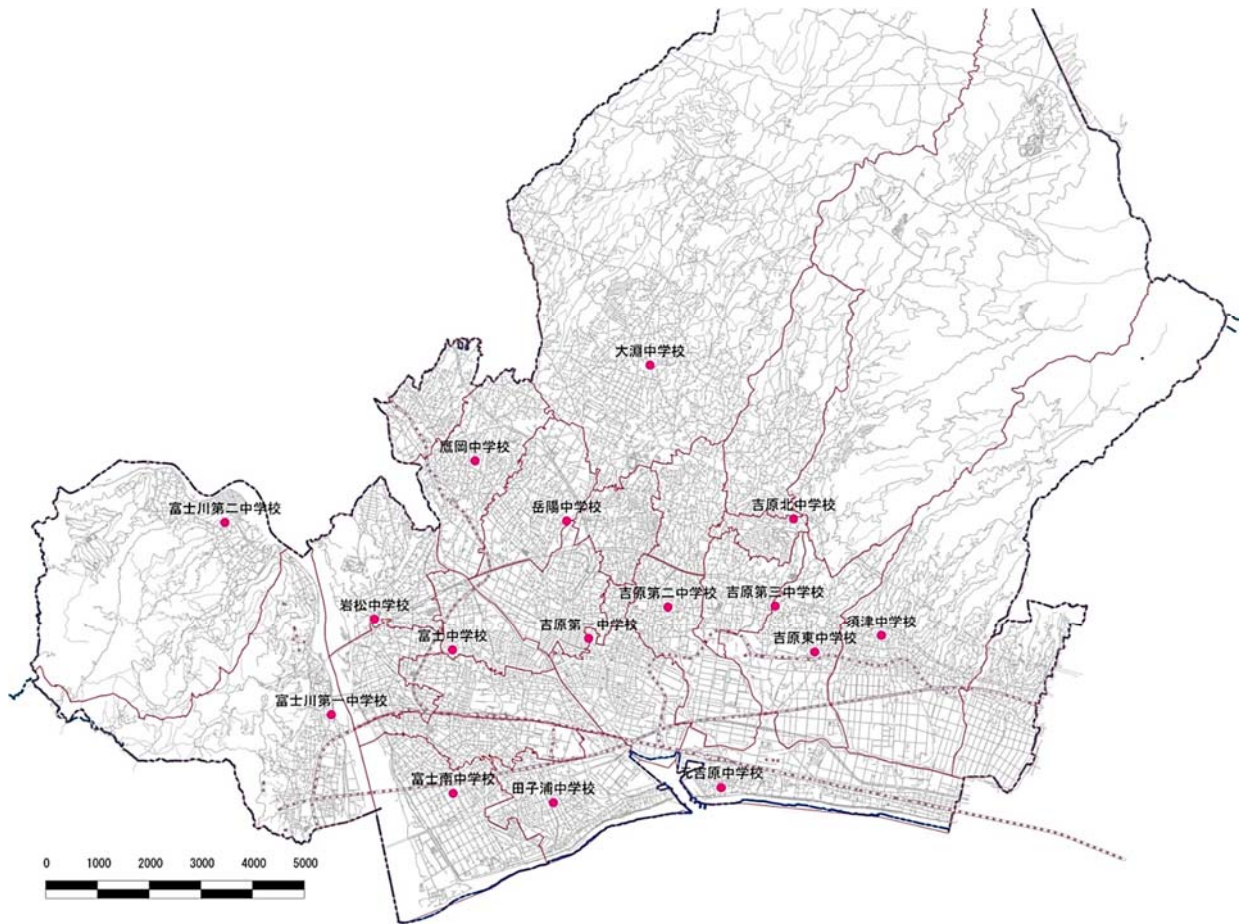 大淵中学校
鷹岡中学校
富士川第二中学校
岳陽中学校
吉原北中学校
岩松中学校
富士中学校
吉原第一中学校
吉原第二中学校
吉原第三中学校
吉原東中学校
須津中学校
富士川第一中学校
富士南中学校
田子浦中学校
元吉原中学校
0 1000 2000 3000 4000 5000